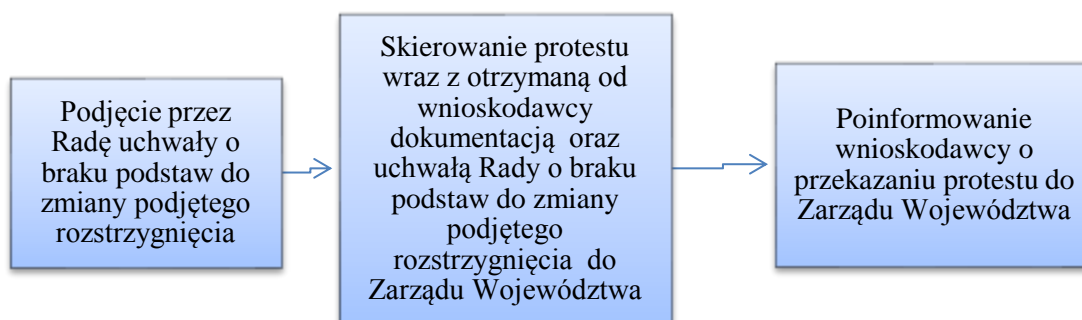 Podjęcie przez
Radę uchwały o
braku podstaw do
zmiany podjętego
rozstrzygnięcia
Skierowanie protestu
wraz z otrzymaną od
wnioskodawcy
dokumentacją oraz
uchwałą Rady o braku
podstaw do zmiany
podjętego
rozstrzygnięcia do
Zarządu Województwa
Poinformowanie
wnioskodawcy o
przekazaniu protestu do
Zarządu Województwa